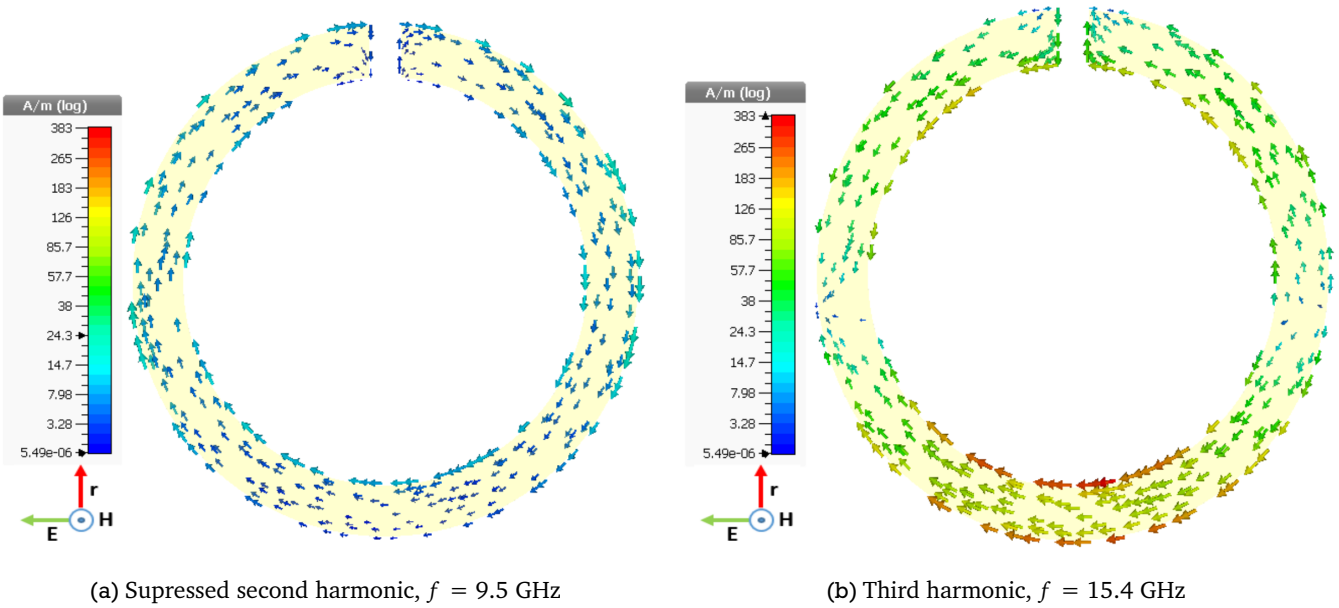 A/m (log)
383
265
183
126
85.7
57.7
38
24.3
14.7
7.98
3.28
5.49e-06
r
H
E
(a) Supressed second harmonic, f = 9.5 GHz
A/m (log)
383
265
183
126
85.7
57.7
38
24.3
14.7
7.98
3.28
5.49e-06
r
H
E
(b) Third harmonic, f = 15.4 GHz